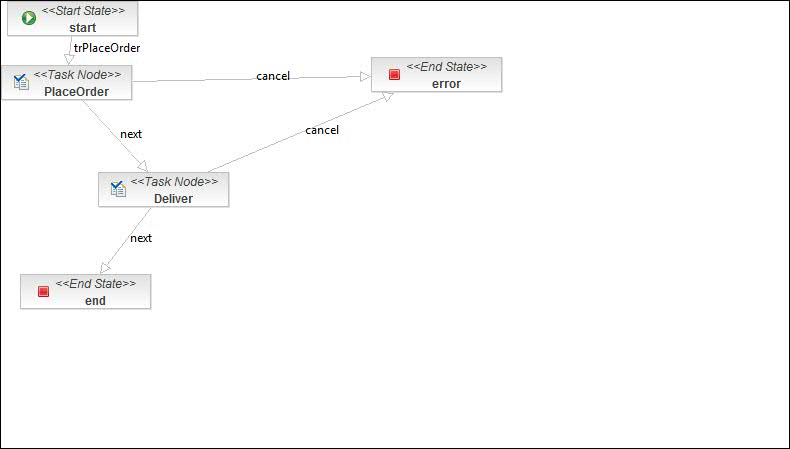 <<Start State>>
start
trPlaceOrder
<<Task Node>>
PlaceOrder
cancel
<<End State>>
error
next
cancel
<<Task Node>>
Deliver
next
<<End State>>
end